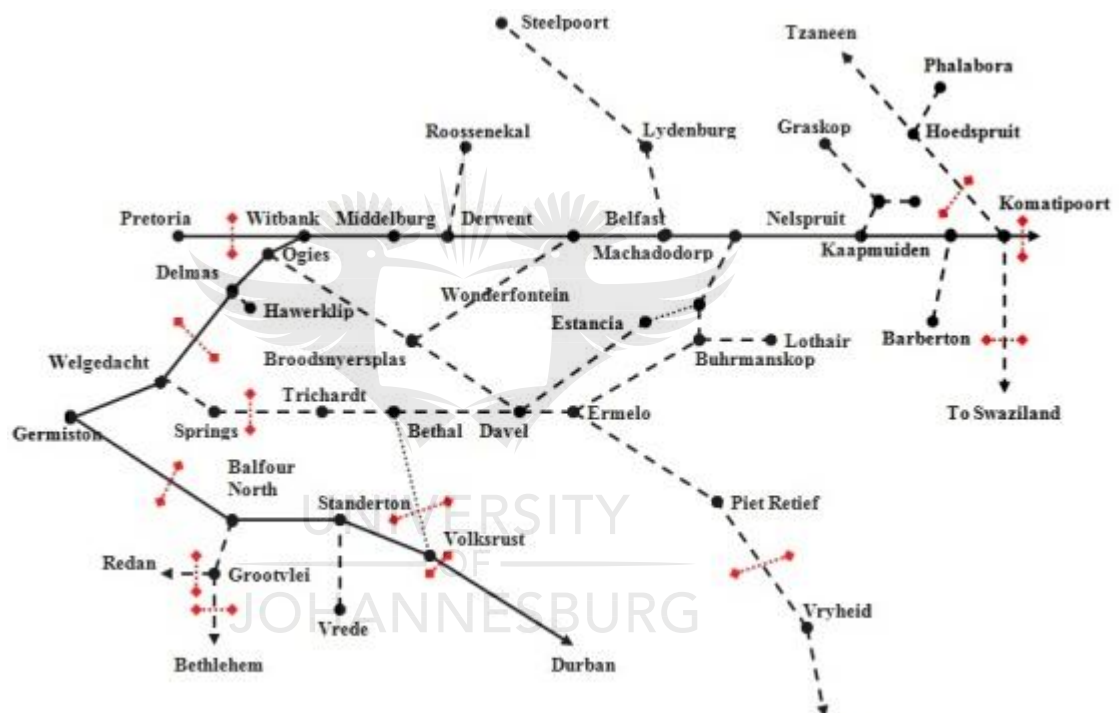 Steelpoort
Tzaneen
Phalabora
Roossenekal
Lydenburg
Graskop
Hoedspruit
Komatipoort
Pretoria
Witbank
Middelburg
Derwent
Belfast
Nelspruit
Ogies
Machadodorp
Kaapmuiden
Delmas
Hawerklip
Wonderfontein
Estancia
Lothair
Barberton
Welgedacht
Broodsnyersplas
Buhrmanskop
Trichardt
Germiston
Springs
Bethal
Davel
Ermelo
To Swaziland
Balfour
North
Standerton
UNIVERSITY
Piet Retief
Volksrust
OF
Redan
Grootvlei
JOHANNESBURG
Vrede
Vryheid
Bethlehem
Durban